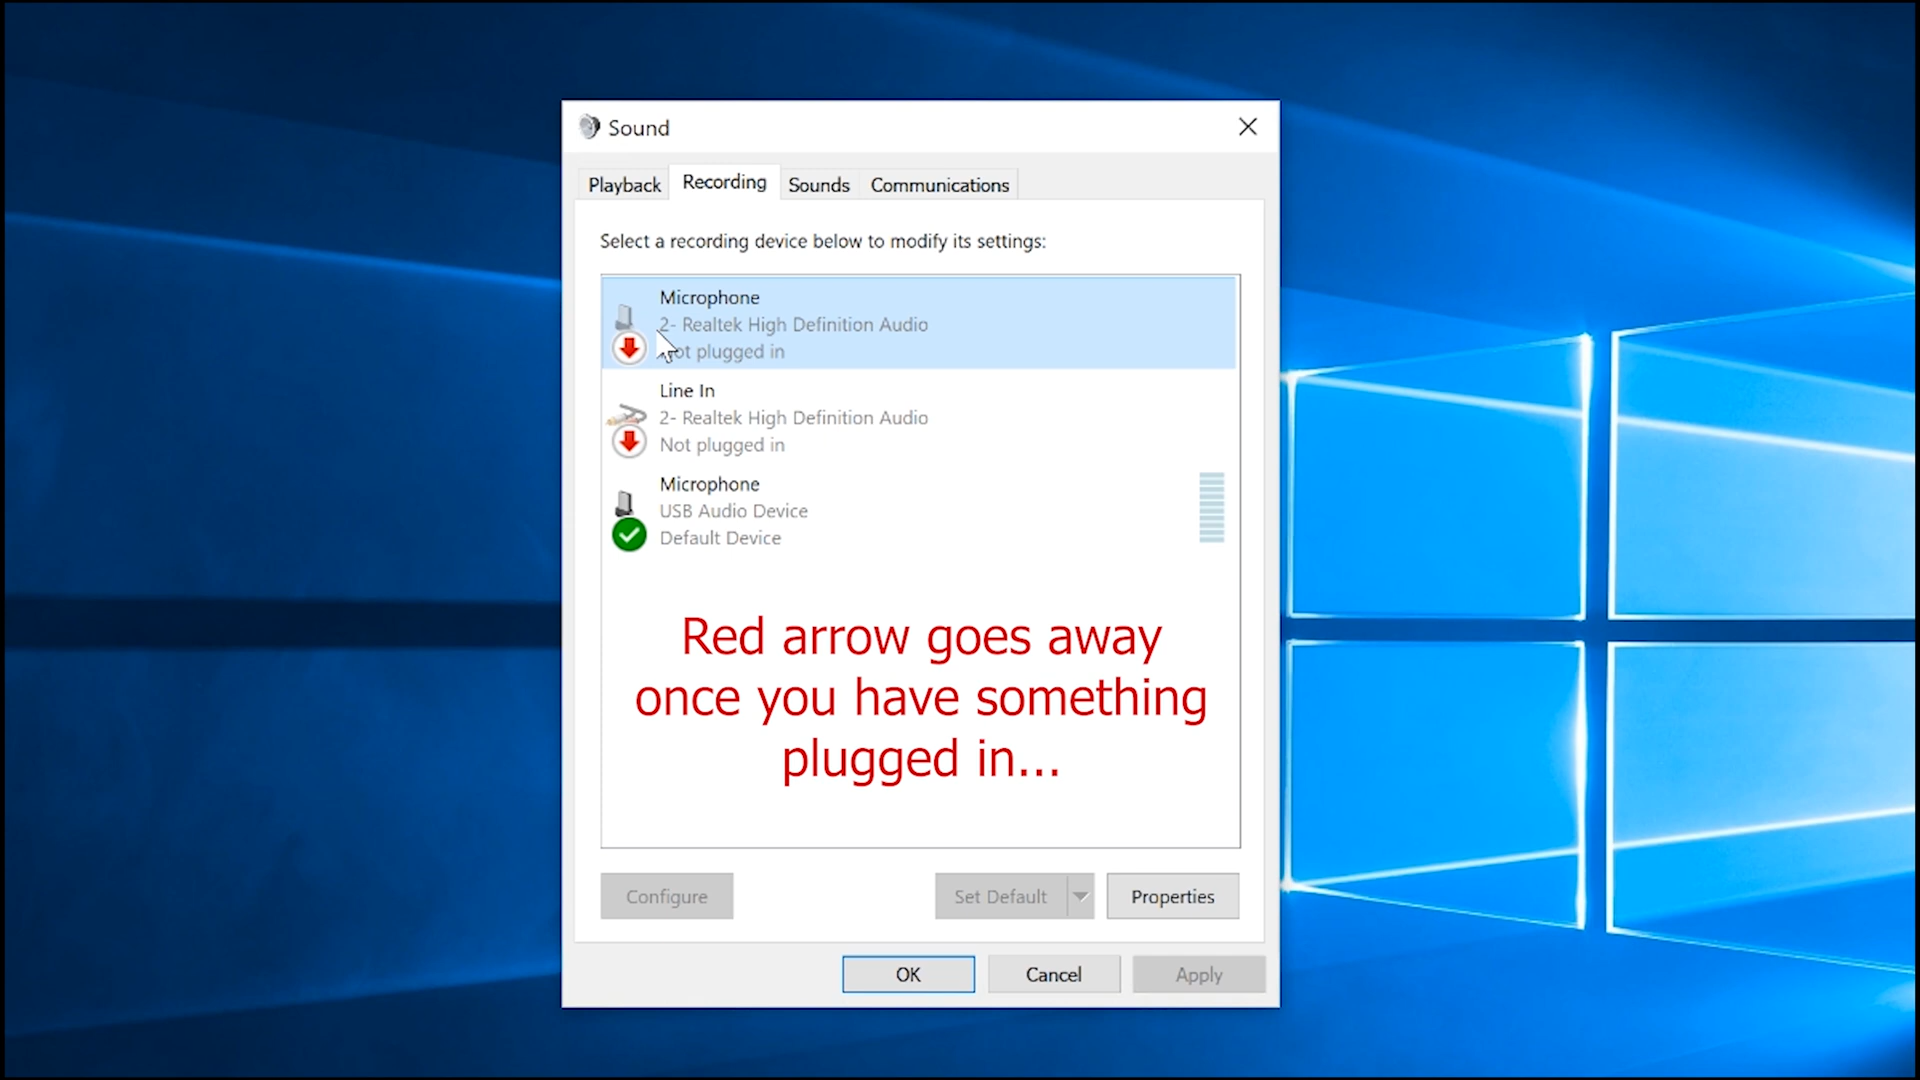 Sound
Playback
Recording
Sounds
Communications
Select a recording device below to modify its settings:
Microphone
2- Realtek High Definition Audio
Not plugged in
Line In
2- Realtek High Definition Audio
Not plugged in
Microphone
USB Audio Device
Default Device
Red arrow goes away
once you have something
plugged in...
Configure
Set Default
Properties
OK
Cancel
Apply